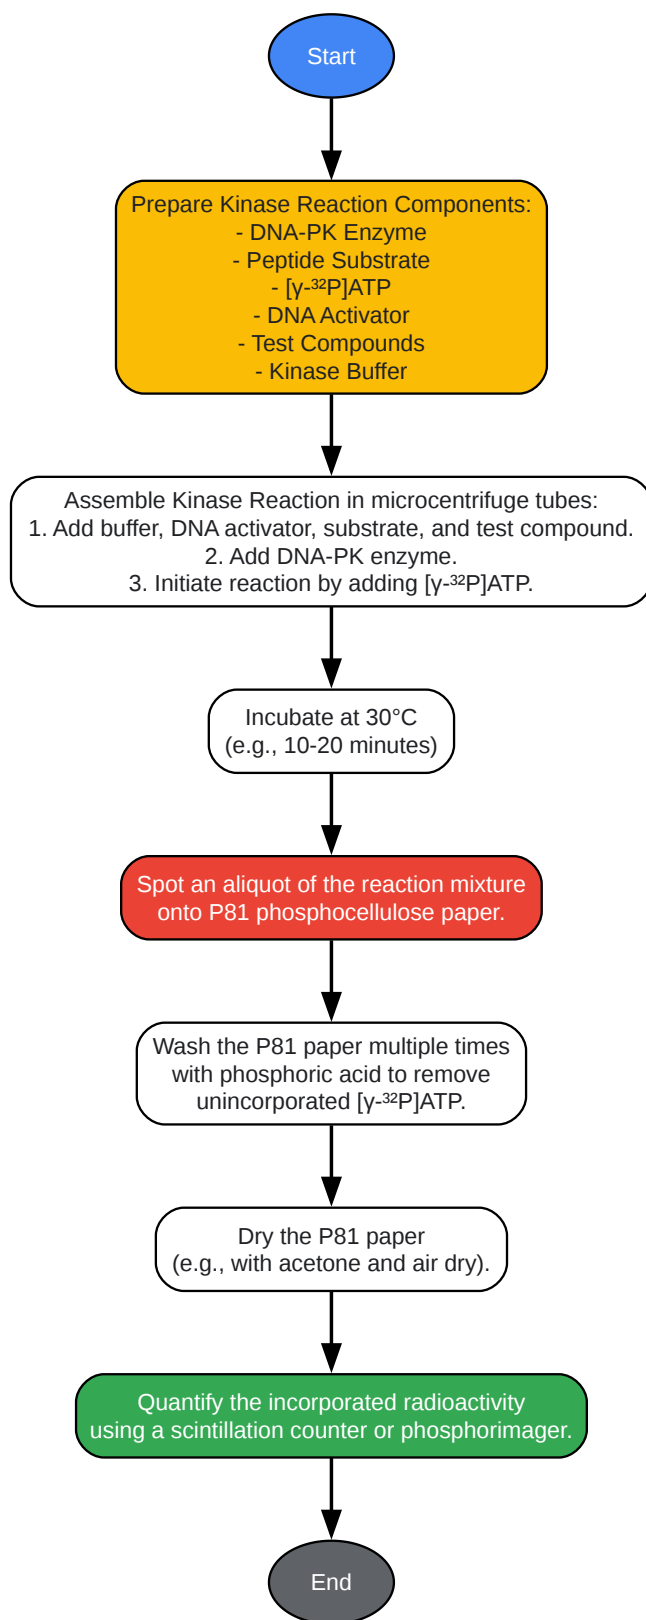 Start
Prepare Kinase Reaction Components:
- DNA-PK Enzyme
- Peptide Substrate
- [γ-³²P]ATP
- DNA Activator
- Test Compounds
- Kinase Buffer
Assemble Kinase Reaction in microcentrifuge tubes:
1. Add buffer, DNA activator, substrate, and test compound.
2. Add DNA-PK enzyme.
3. Initiate reaction by adding [γ-³²P]ATP.
Incubate at 30°C
(e.g., 10-20 minutes)
Spot an aliquot of the reaction mixture
onto P81 phosphocellulose paper.
Wash the P81 paper multiple times
with phosphoric acid to remove
unincorporated [γ-³²P]ATP.
Dry the P81 paper
(e.g., with acetone and air dry).
Quantify the incorporated radioactivity
using a scintillation counter or phosphorimager.
End